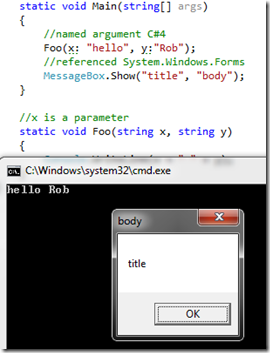 static void Main(string[] args)
{
//named argument C#4
Foo(x: "hello", y:"Rob");
//referenced System.Windows.Forms
MessageBox.Show("title", "body");
}
//x is a parameter
static void Foo(string x, string y)
{
C:\Windows\system32\cmd.exe
hello Rob
body
title
OK